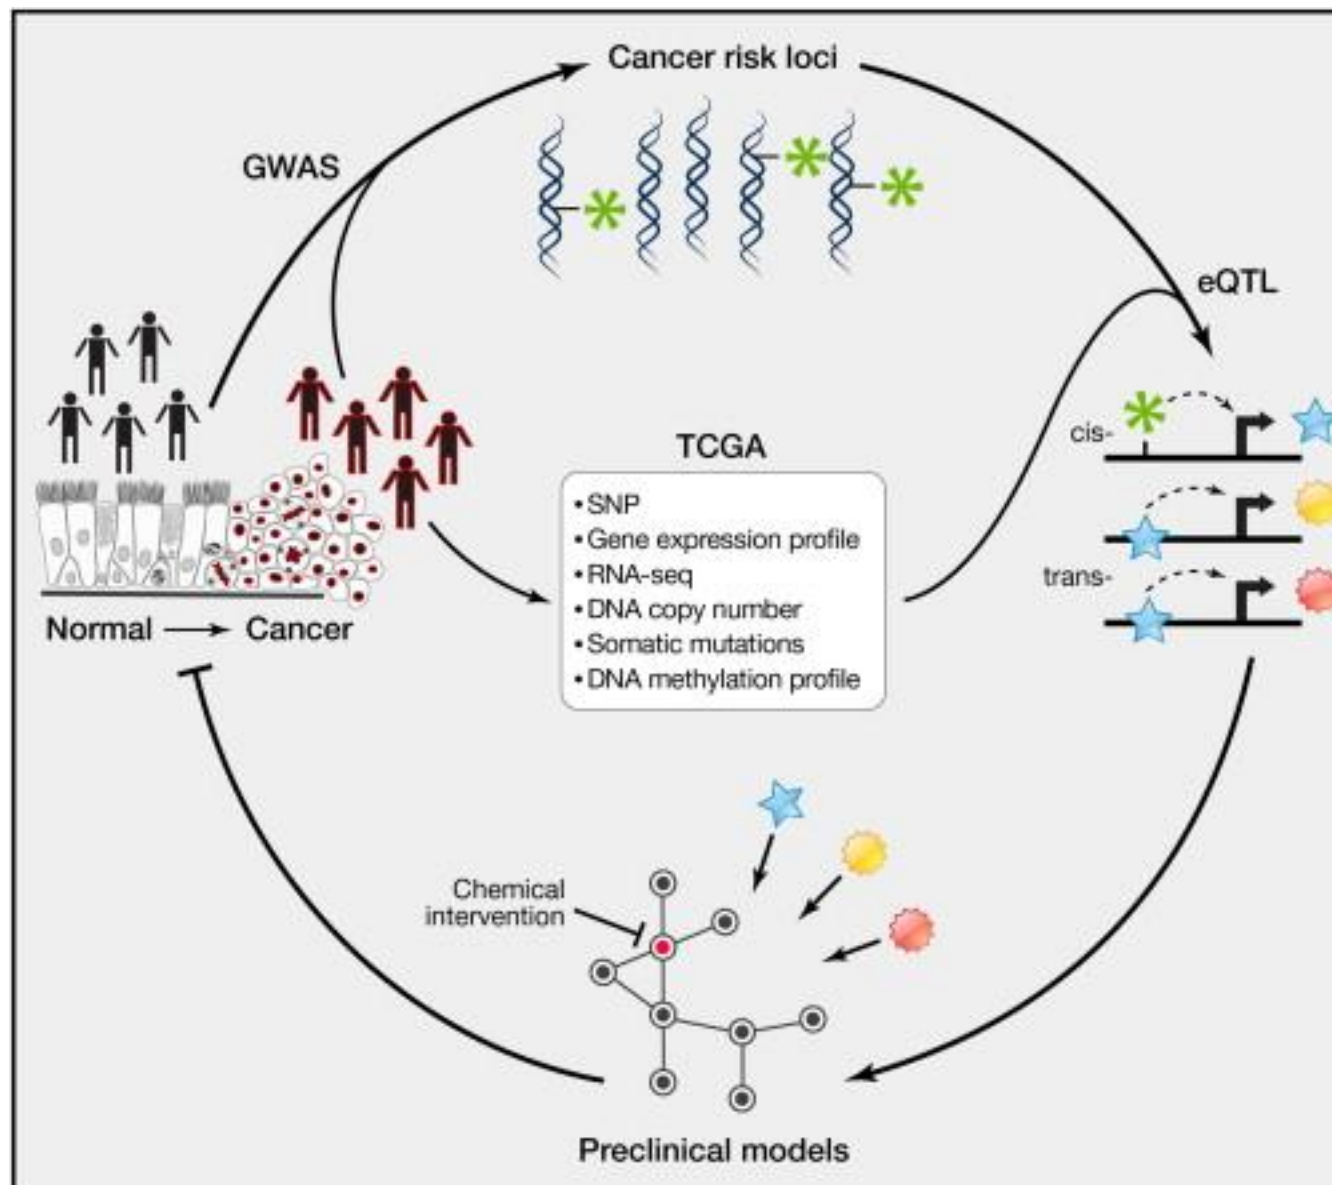 Cancer risk loci
GWAS
eQTL
cis-
trans-
TCGA
• SNP
• Gene expression profile
• RNA-seq
• DNA copy number
• Somatic mutations
• DNA methylation profile
Normal → Cancer
Chemical
intervention
Preclinical models